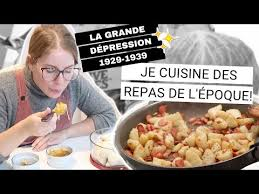 LA GRANDE
DÉPRESSION
1929-1939
JE CUISINE DES
REPAS DE L'ÉPOQUE!